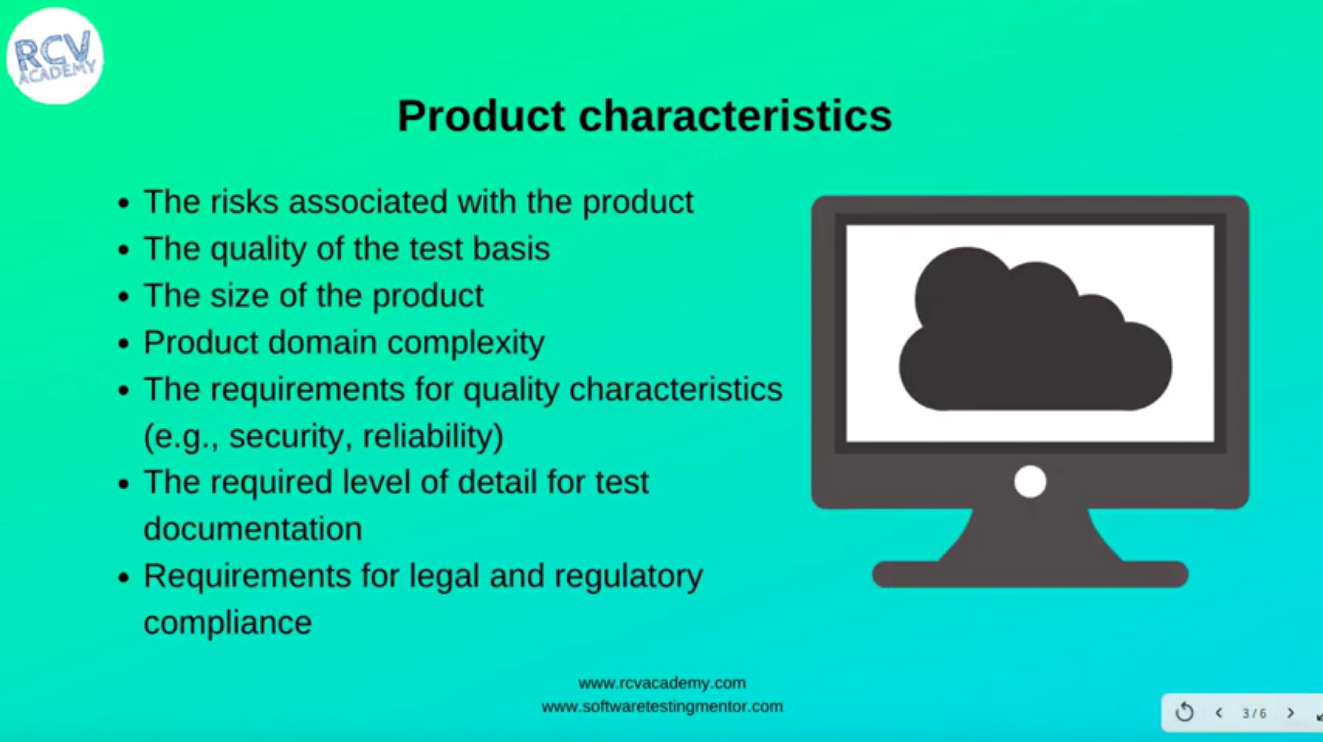 RCV
ACADEMY
Product characteristics
• The risks associated with the product
• The quality of the test basis
• The size of the product
• Product domain complexity
• The requirements for quality characteristics
(e.g., security, reliability)
• The required level of detail for test
documentation
• Requirements for legal and regulatory
compliance
www.rcvacademy.com
www.softwaretestingmentor.com
3 / 6